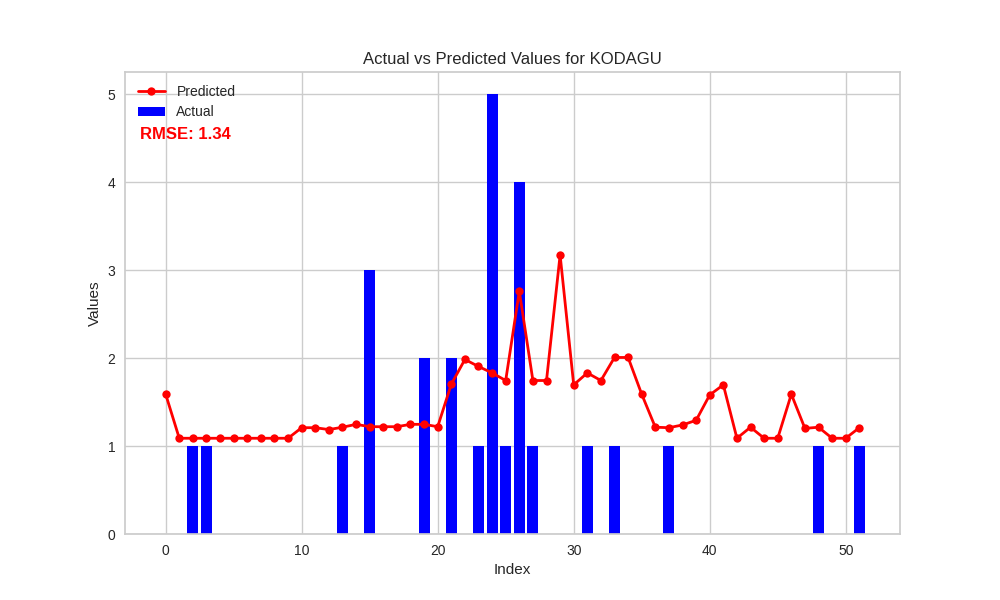 Actual vs Predicted Values for KODAGU
Predicted
Actual
RMSE: 1.34
Values
5
4
3
2
1
0
0 10 20 30 40 50
Index